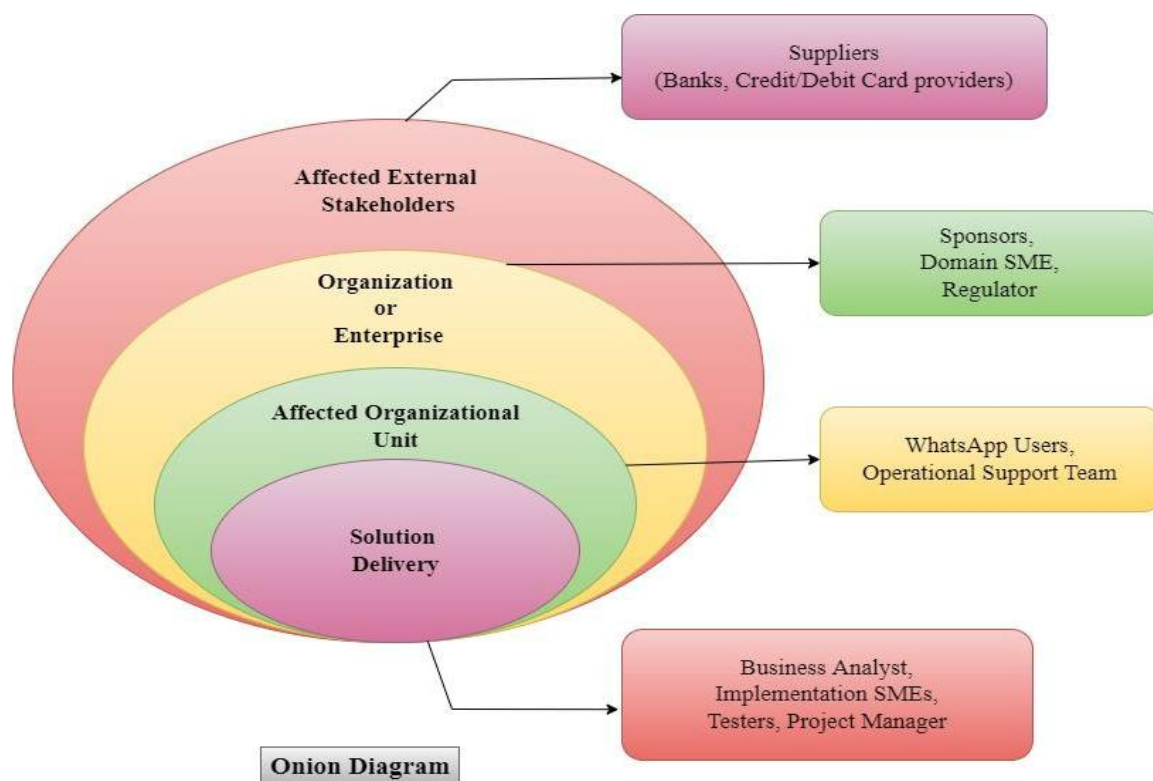 Suppliers
(Banks, Credit/Debit Card providers)
Affected External
Stakeholders
Sponsors,
Domain SME,
Regulator
Organization
or
Enterprise
Affected Organizational
Unit
WhatsApp Users,
Operational Support Team
Solution
Delivery
Business Analyst,
Implementation SMEs,
Testers, Project Manager
Onion Diagram